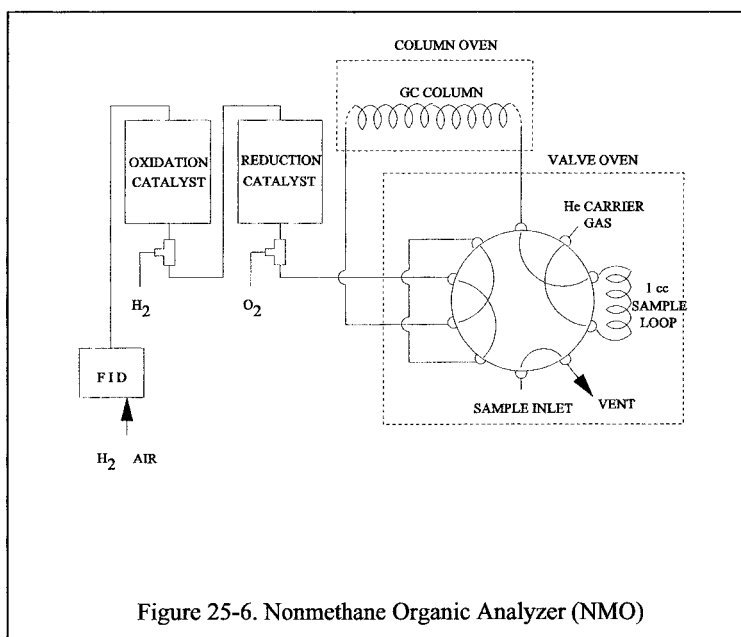 COLUMN OVEN
GC COLUMN
OXIDATION
CATALYST
REDUCTION
CATALYST
VALVE OVEN
He CARRIER
GAS
1 cc
SAMPLE
LOOP
H2
O2
FID
SAMPLE INLET
VENT
H2 AIR
Figure 25-6. Nonmethane Organic Analyzer (NMO)